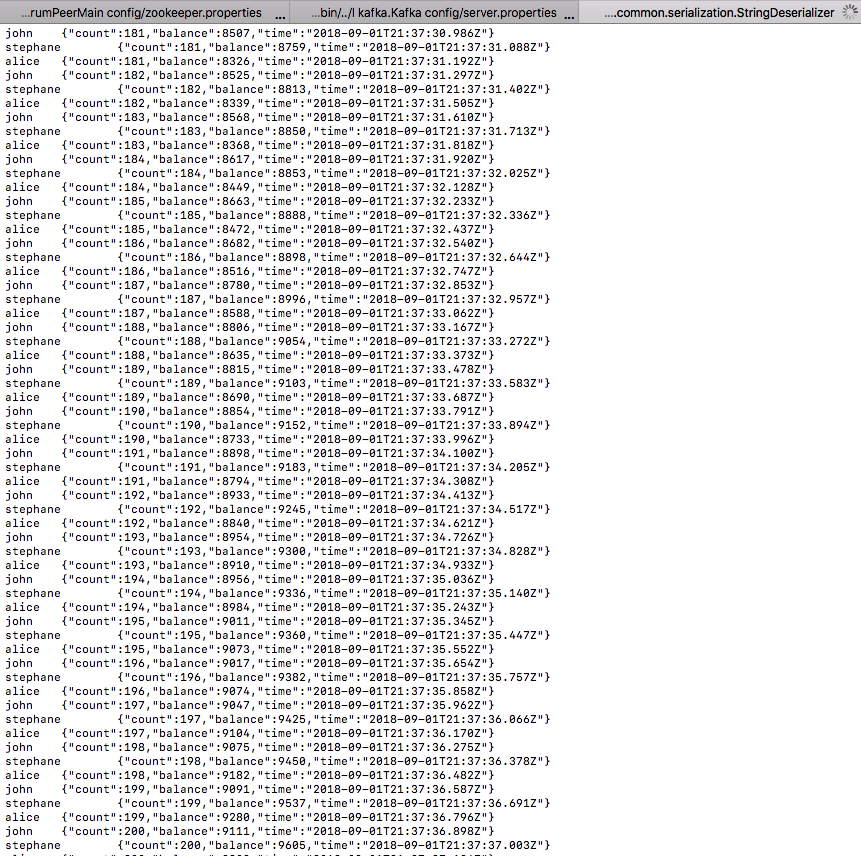 ...rumPeerMain config/zookeeper.properties ...
...bin/../l kafka.Kafka config/server.properties ...
....common.serialization.StringDeserializer
john {"count":181,"balance":8507,"time":"2018-09-01T21:37:30.986Z"}
stephane {"count":181,"balance":8759,"time":"2018-09-01T21:37:31.088Z"}
alice {"count":181,"balance":8326,"time":"2018-09-01T21:37:31.192Z"}
john {"count":182,"balance":8525,"time":"2018-09-01T21:37:31.297Z"}
stephane {"count":182,"balance":8813,"time":"2018-09-01T21:37:31.402Z"}
alice {"count":182,"balance":8339,"time":"2018-09-01T21:37:31.505Z"}
john {"count":183,"balance":8568,"time":"2018-09-01T21:37:31.610Z"}
stephane {"count":183,"balance":8850,"time":"2018-09-01T21:37:31.713Z"}
alice {"count":183,"balance":8368,"time":"2018-09-01T21:37:31.818Z"}
john {"count":184,"balance":8617,"time":"2018-09-01T21:37:31.920Z"}
stephane {"count":184,"balance":8853,"time":"2018-09-01T21:37:32.025Z"}
alice {"count":184,"balance":8449,"time":"2018-09-01T21:37:32.128Z"}
john {"count":185,"balance":8663,"time":"2018-09-01T21:37:32.233Z"}
stephane {"count":185,"balance":8888,"time":"2018-09-01T21:37:32.336Z"}
alice {"count":185,"balance":8472,"time":"2018-09-01T21:37:32.437Z"}
john {"count":186,"balance":8682,"time":"2018-09-01T21:37:32.540Z"}
stephane {"count":186,"balance":8898,"time":"2018-09-01T21:37:32.644Z"}
alice {"count":186,"balance":8516,"time":"2018-09-01T21:37:32.747Z"}
john {"count":187,"balance":8780,"time":"2018-09-01T21:37:32.853Z"}
stephane {"count":187,"balance":8996,"time":"2018-09-01T21:37:32.957Z"}
alice {"count":187,"balance":8588,"time":"2018-09-01T21:37:33.062Z"}
john {"count":188,"balance":8806,"time":"2018-09-01T21:37:33.167Z"}
stephane {"count":188,"balance":9054,"time":"2018-09-01T21:37:33.272Z"}
alice {"count":188,"balance":8635,"time":"2018-09-01T21:37:33.373Z"}
john {"count":189,"balance":8815,"time":"2018-09-01T21:37:33.478Z"}
stephane {"count":189,"balance":9103,"time":"2018-09-01T21:37:33.583Z"}
alice {"count":189,"balance":8690,"time":"2018-09-01T21:37:33.687Z"}
john {"count":190,"balance":8854,"time":"2018-09-01T21:37:33.791Z"}
stephane {"count":190,"balance":9152,"time":"2018-09-01T21:37:33.894Z"}
alice {"count":190,"balance":8733,"time":"2018-09-01T21:37:33.996Z"}
john {"count":191,"balance":8898,"time":"2018-09-01T21:37:34.100Z"}
stephane {"count":191,"balance":9183,"time":"2018-09-01T21:37:34.205Z"}
alice {"count":191,"balance":8794,"time":"2018-09-01T21:37:34.308Z"}
john {"count":192,"balance":8933,"time":"2018-09-01T21:37:34.413Z"}
stephane {"count":192,"balance":9245,"time":"2018-09-01T21:37:34.517Z"}
alice {"count":192,"balance":8840,"time":"2018-09-01T21:37:34.621Z"}
john {"count":193,"balance":8954,"time":"2018-09-01T21:37:34.726Z"}
stephane {"count":193,"balance":9300,"time":"2018-09-01T21:37:34.828Z"}
alice {"count":193,"balance":8910,"time":"2018-09-01T21:37:34.933Z"}
john {"count":194,"balance":8956,"time":"2018-09-01T21:37:35.036Z"}
stephane {"count":194,"balance":9336,"time":"2018-09-01T21:37:35.140Z"}
alice {"count":194,"balance":8984,"time":"2018-09-01T21:37:35.243Z"}
john {"count":195,"balance":9011,"time":"2018-09-01T21:37:35.345Z"}
stephane {"count":195,"balance":9360,"time":"2018-09-01T21:37:35.447Z"}
alice {"count":195,"balance":9073,"time":"2018-09-01T21:37:35.552Z"}
john {"count":196,"balance":9017,"time":"2018-09-01T21:37:35.654Z"}
stephane {"count":196,"balance":9382,"time":"2018-09-01T21:37:35.757Z"}
alice {"count":196,"balance":9074,"time":"2018-09-01T21:37:35.858Z"}
john {"count":197,"balance":9047,"time":"2018-09-01T21:37:35.962Z"}
stephane {"count":197,"balance":9425,"time":"2018-09-01T21:37:36.066Z"}
alice {"count":197,"balance":9104,"time":"2018-09-01T21:37:36.170Z"}
john {"count":198,"balance":9075,"time":"2018-09-01T21:37:36.275Z"}
stephane {"count":198,"balance":9450,"time":"2018-09-01T21:37:36.378Z"}
alice {"count":198,"balance":9182,"time":"2018-09-01T21:37:36.482Z"}
john {"count":199,"balance":9091,"time":"2018-09-01T21:37:36.587Z"}
stephane {"count":199,"balance":9537,"time":"2018-09-01T21:37:36.691Z"}
alice {"count":199,"balance":9280,"time":"2018-09-01T21:37:36.796Z"}
john {"count":200,"balance":9111,"time":"2018-09-01T21:37:36.898Z"}
stephane {"count":200,"balance":9605,"time":"2018-09-01T21:37:37.003Z"}